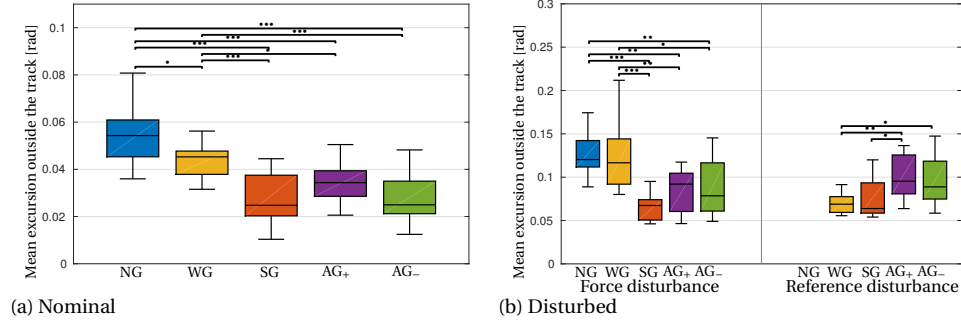 Mean excursion outside the track [rad]
0.1
0.08
0.06
0.04
0.02
0
NG WG SG AG+ AG−
(a) Nominal
Mean excursion outside the track [rad]
0.3
0.25
0.2
0.15
0.1
0.05
0
NG WG SG AG+ AG− NG WG SG AG+ AG−
Force disturbance Reference disturbance
(b) Disturbed